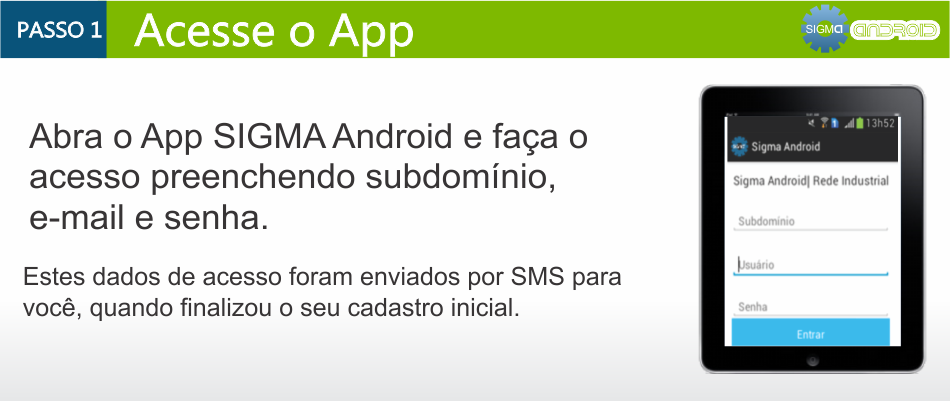 PASSO 1
Acesse o App
SIGMA ANDROID
Abra o App SIGMA Android e faça o
acesso preenchendo subdomínio,
e-mail e senha.
Estes dados de acesso foram enviados por SMS para
você, quando finalizou o seu cadastro inicial.
13h52
Sigma Android
Sigma Android| Rede Industrial
Subdominio
Usuário
Senha
Entrar